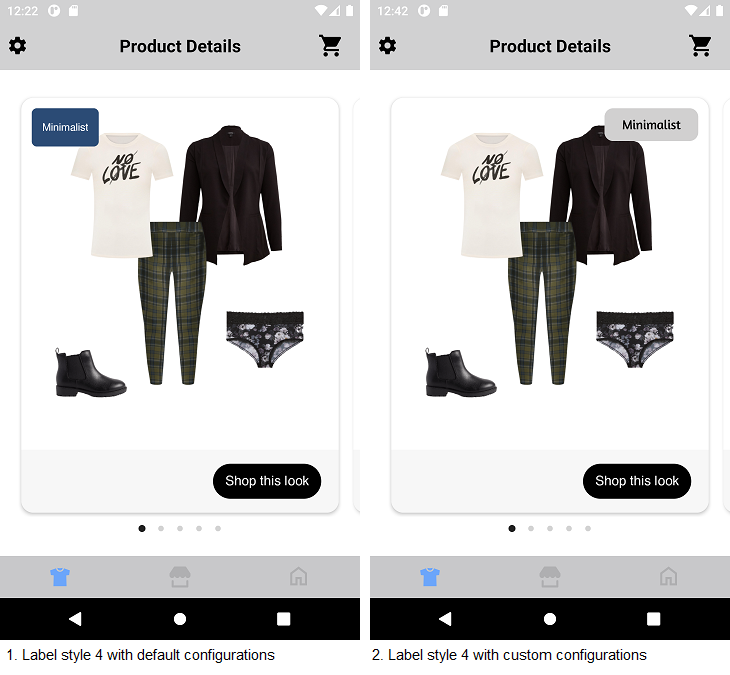 12:22
Product Details
Minimalist
NO
LOVE
Shop this look
1. Label style 4 with default configurations
12:42
Product Details
Minimalist
NO
LOVE
Shop this look
2. Label style 4 with custom configurations